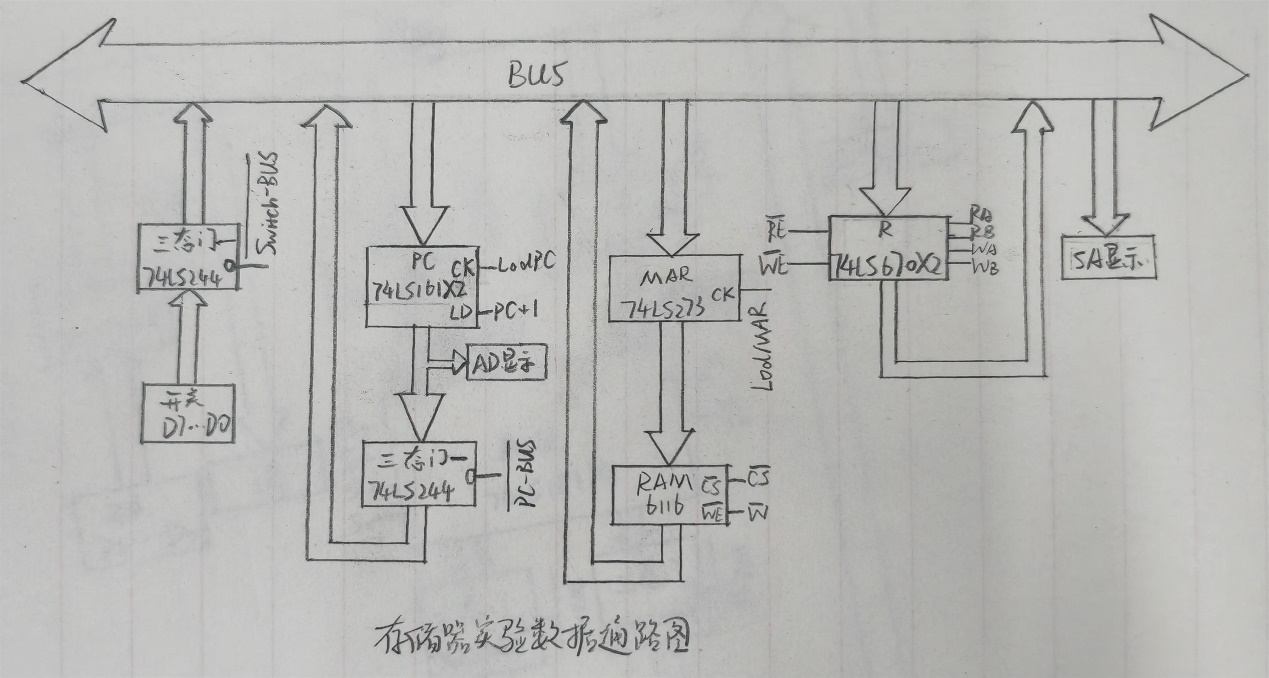 BUS
三态门
74LS244
Switch-BUS
开关
D7...D0
PC
CK
LodPC
74LS161X2
LD
PC+1
AD显示
三态门
74LS244
PC-BUS
MAR
74LS273
CK
LodMAR
RAM
6116
CS
CS
WE
W
RE
WE
R
74LS670X2
RA
RB
WA
WB
SA显示
存储器实验数据通路图